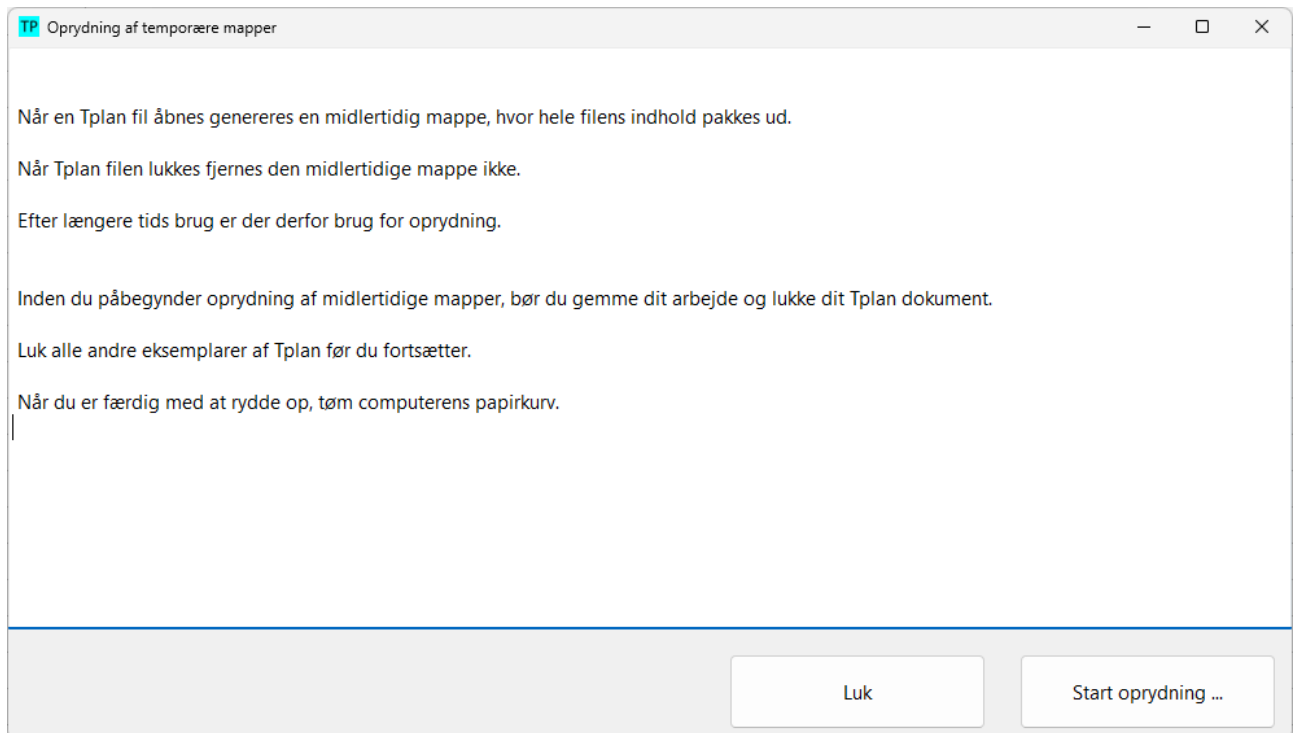 TP Oprydning af temporære mapper
Når en Tplan fil åbnes genereres en midlertidig mappe, hvor hele filens indhold pakkes ud.
Når Tplan filen lukkes fjernes den midlertidige mappe ikke.
Efter længere tids brug er der derfor brug for oprydning.
Inden du påbegynder oprydning af midlertidige mapper, bør du gemme dit arbejde og lukke dit Tplan dokument.
Luk alle andre eksemplarer af Tplan før du fortsætter.
Når du er færdig med at rydde op, tøm computerens papirkurv.
Luk
Start oprydning ...